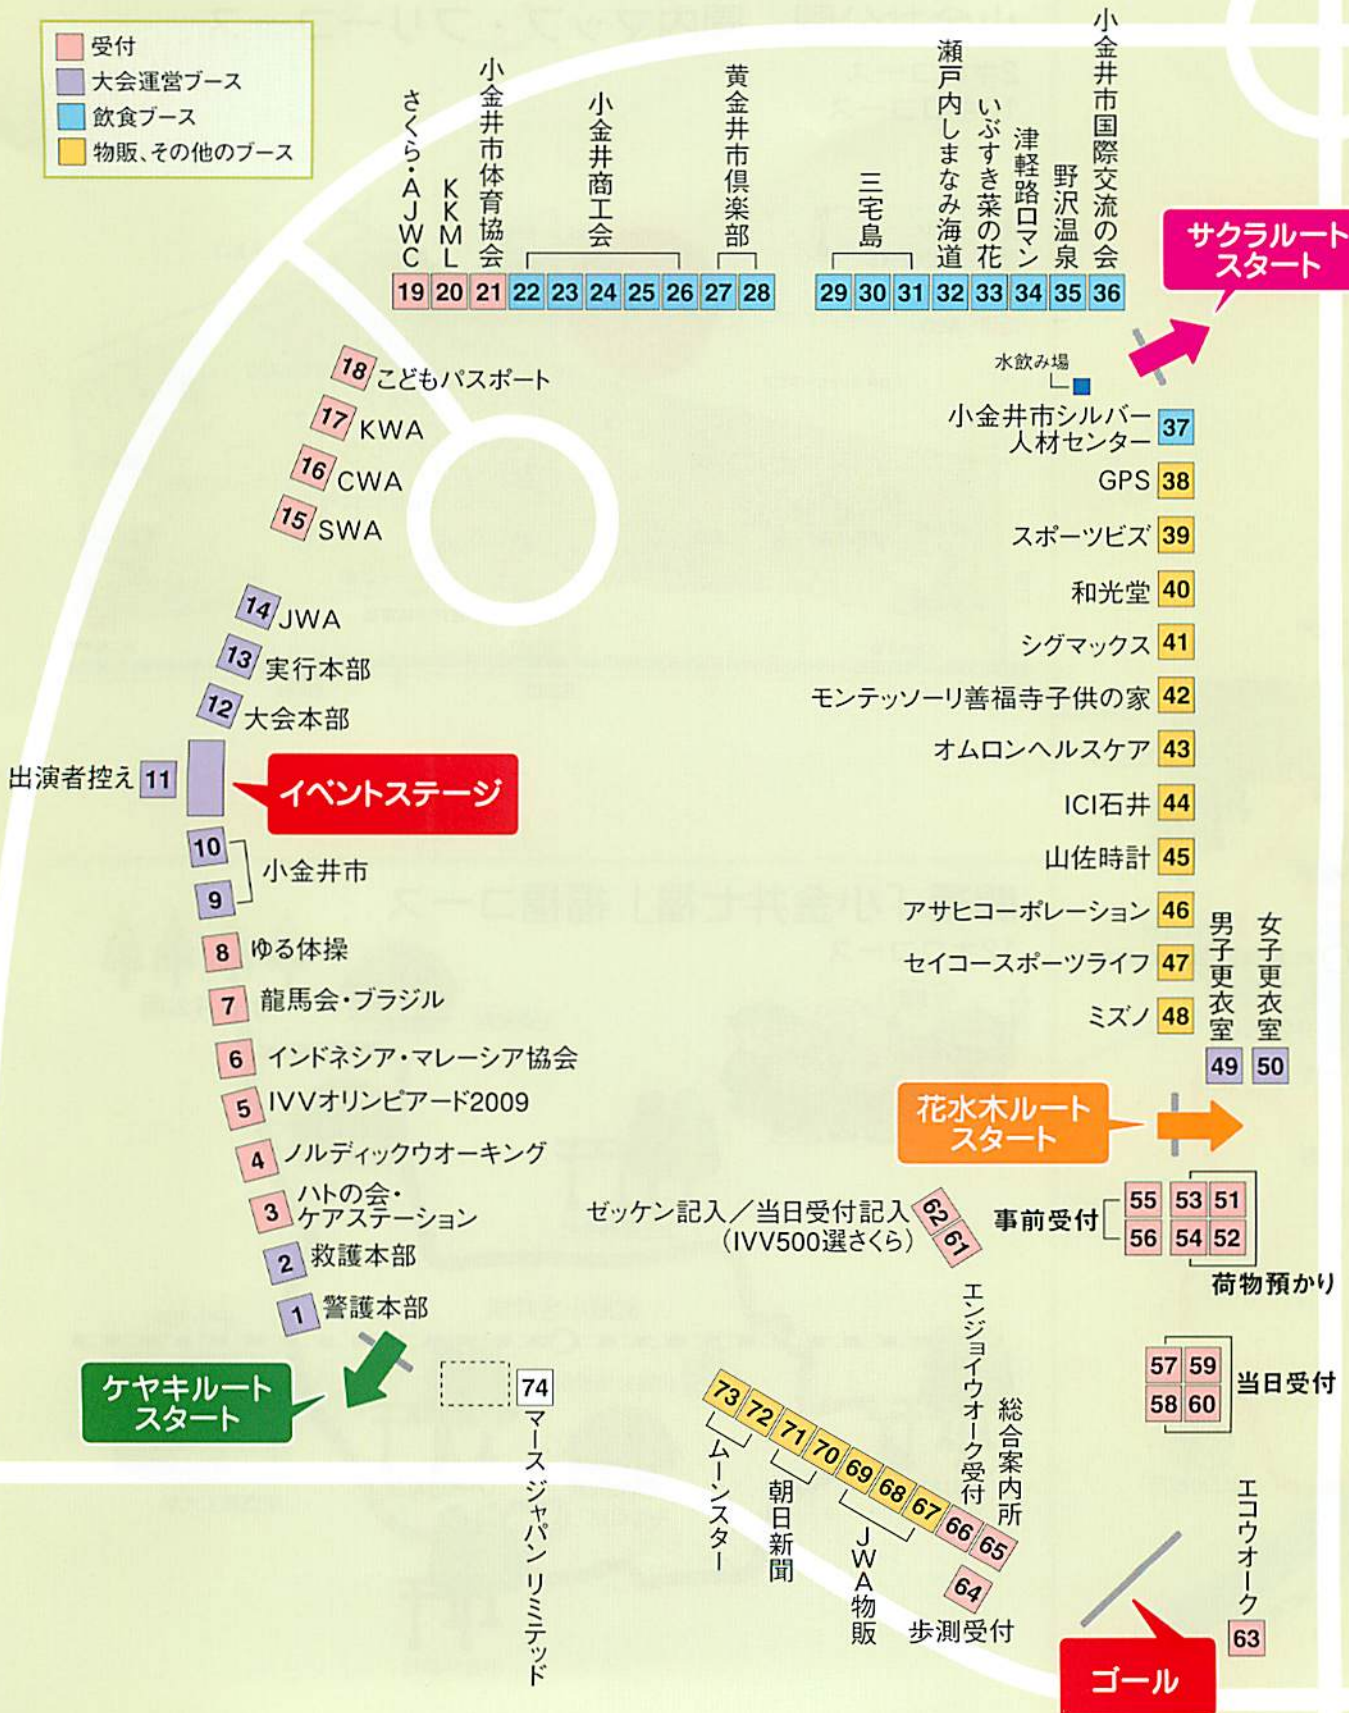 受付
大会運営ブース
飲食ブース
物販、その他のブース
さくら・AJWC
KKML
小金井市体育協会
小金井商工会
黄金井市倶楽部
三宅島
瀬戸内しまなみ海道
いぶすき菜の花
津軽路ロマン
野沢温泉
小金井市国際交流の会
19 20 21 22 23 24 25 26 27 28
29 30 31 32 33 34 35 36
サクラルート
スタート
水飲み場
18 こどもパスポート
17 KWA
16 CWA
15 SWA
14 JWA
13 実行本部
12 大会本部
出演者控え 11
イベントステージ
10
9
小金井市
8 ゆる体操
7 龍馬会・ブラジル
6 インドネシア・マレーシア協会
5 IVVオリンピアード2009
4 ノルディックウオーキング
3 ハトの会・
ケアステーション
2 救護本部
1 警護本部
ケヤキルート
スタート
小金井市シルバー
人材センター 37
GPS 38
スポーツビズ 39
和光堂 40
シグマックス 41
モンテッソーリ善福寺子供の家 42
オムロンヘルスケア 43
ICI石井 44
山佐時計 45
アサヒコーポレーション 46
セイコースポーツライフ 47
ミズノ 48
男子更衣室
49
女子更衣室
50
花水木ルート
スタート
ゼッケン記入／当日受付記入
(IVV500選さくら)
62
61
事前受付
55 53 51
56 54 52
荷物預かり
57 59
58 60
当日受付
74
マース ジャパン リミテッド
73 72 71 70 69 68 67 66 65
ムーンスター
朝日新聞
JWA物販
エンジョイウオーク受付
総合案内所
64
歩測受付
エコウオーク
63
ゴール